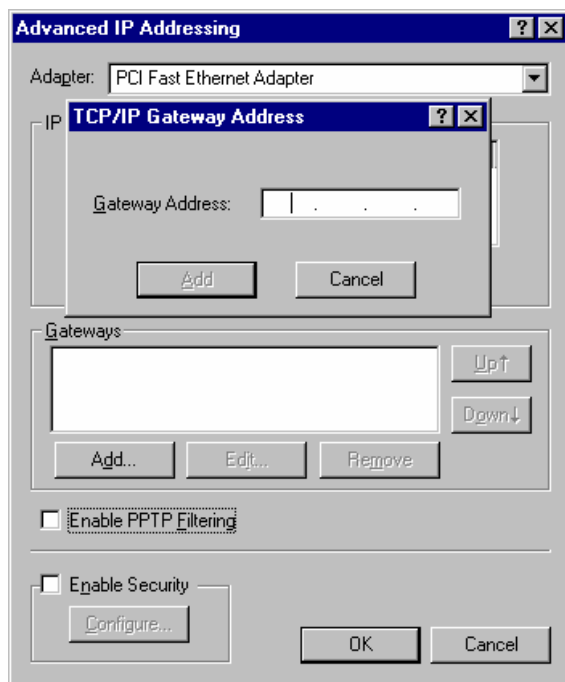 Advanced IP Addressing
Adapter: PCI Fast Ethernet Adapter
IP
TCP/IP Gateway Address
Gateway Address: . . .
Add Cancel
Gateways
Up↑
Down↓
Add... Edit... Remove
Enable PPTP Filtering
Enable Security
Configure...
OK Cancel